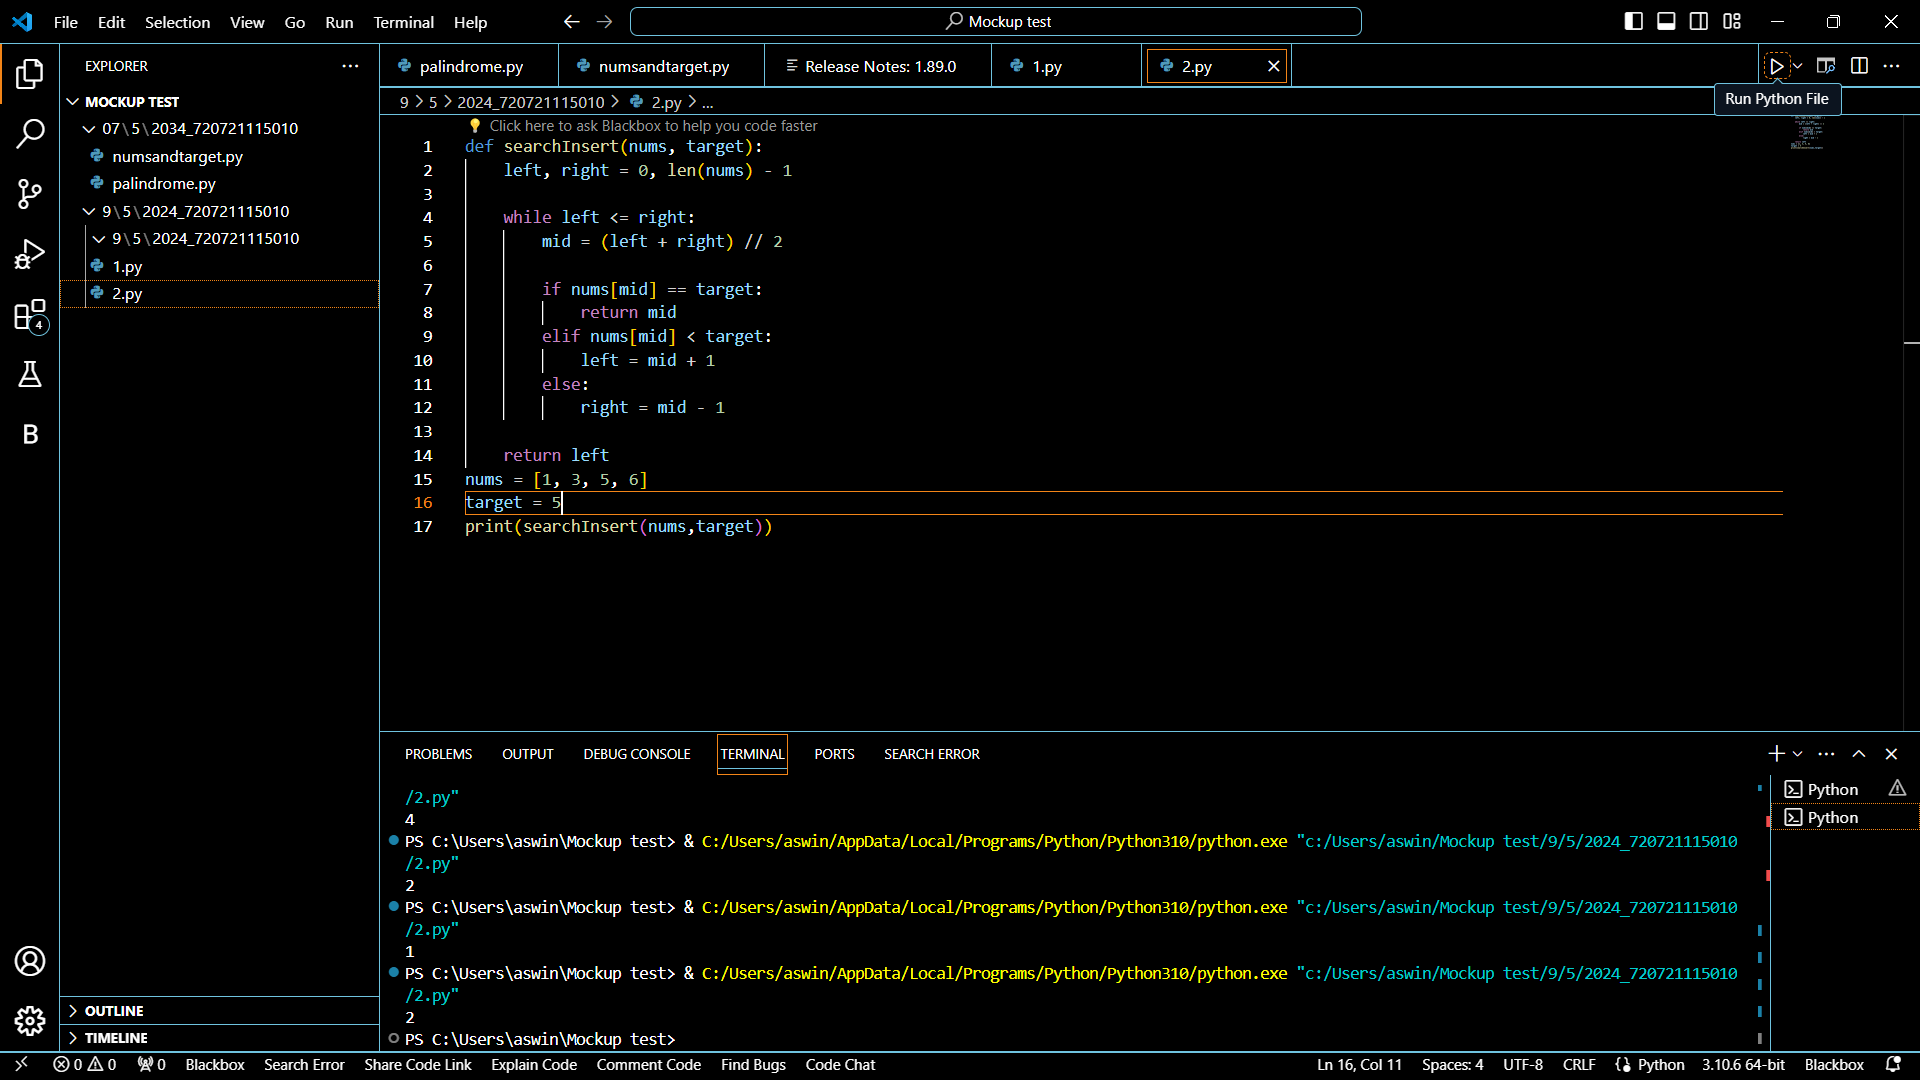 File Edit Selection View Go Run Terminal Help
Mockup test
EXPLORER
palindrome.py
numsandtarget.py
Release Notes: 1.89.0
1.py
2.py
Run Python File
MOCKUP TEST
07\5\2034_720721115010
numsandtarget.py
palindrome.py
9\5\2024_720721115010
9\5\2024_720721115010
1.py
2.py
4
B
OUTLINE
TIMELINE
9 > 5 > 2024_720721115010 > 2.py > ...
Click here to ask Blackbox to help you code faster
1 def searchInsert(nums, target):
2     left, right = 0, len(nums) - 1
3
4     while left <= right:
5         mid = (left + right) // 2
6
7         if nums[mid] == target:
8             return mid
9         elif nums[mid] < target:
10             left = mid + 1
11         else:
12             right = mid - 1
13
14     return left
15 nums = [1, 3, 5, 6]
16 target = 5
17 print(searchInsert(nums,target))
PROBLEMS OUTPUT DEBUG CONSOLE TERMINAL PORTS SEARCH ERROR
/2.py"
4
PS C:\Users\aswin\Mockup test> & C:/Users/aswin/AppData/Local/Programs/Python/Python310/python.exe "c:/Users/aswin/Mockup test/9/5/2024_720721115010
/2.py"
2
PS C:\Users\aswin\Mockup test> & C:/Users/aswin/AppData/Local/Programs/Python/Python310/python.exe "c:/Users/aswin/Mockup test/9/5/2024_720721115010
/2.py"
1
PS C:\Users\aswin\Mockup test> & C:/Users/aswin/AppData/Local/Programs/Python/Python310/python.exe "c:/Users/aswin/Mockup test/9/5/2024_720721115010
/2.py"
2
PS C:\Users\aswin\Mockup test>
Python
Python
0 0 0 Blackbox Search Error Share Code Link Explain Code Comment Code Find Bugs Code Chat Ln 16, Col 11 Spaces: 4 UTF-8 CRLF Python 3.10.6 64-bit Blackbox